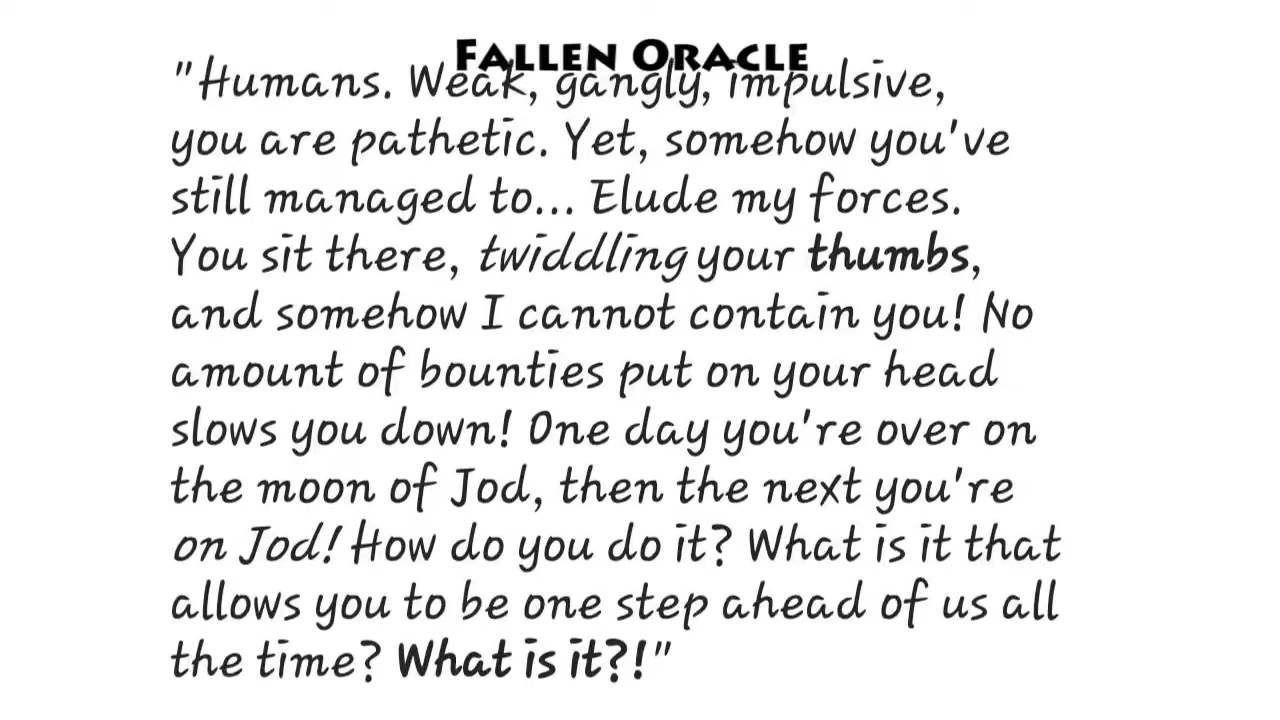 Fallen Oracle
"Humans. Weak, gangly, impulsive,
you are pathetic. Yet, somehow you've
still managed to... Elude my forces.
You sit there, twiddling your thumbs,
and somehow I cannot contain you! No
amount of bounties put on your head
slows you down! One day you're over on
the moon of Jod, then the next you're
on Jod! How do you do it? What is it that
allows you to be one step ahead of us all
the time? What is it?!"